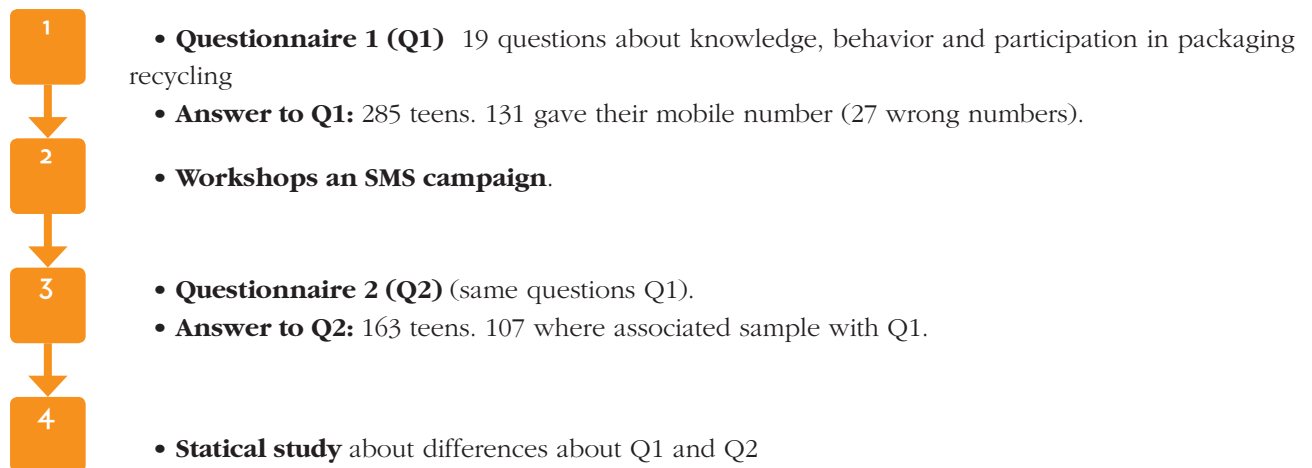 1
• Questionnaire 1 (Q1) 19 questions about knowledge, behavior and participation in packaging
recycling
• Answer to Q1: 285 teens. 131 gave their mobile number (27 wrong numbers).
2
• Workshops an SMS campaign.
3
• Questionnaire 2 (Q2) (same questions Q1).
• Answer to Q2: 163 teens. 107 where associated sample with Q1.
4
• Statical study about differences about Q1 and Q2